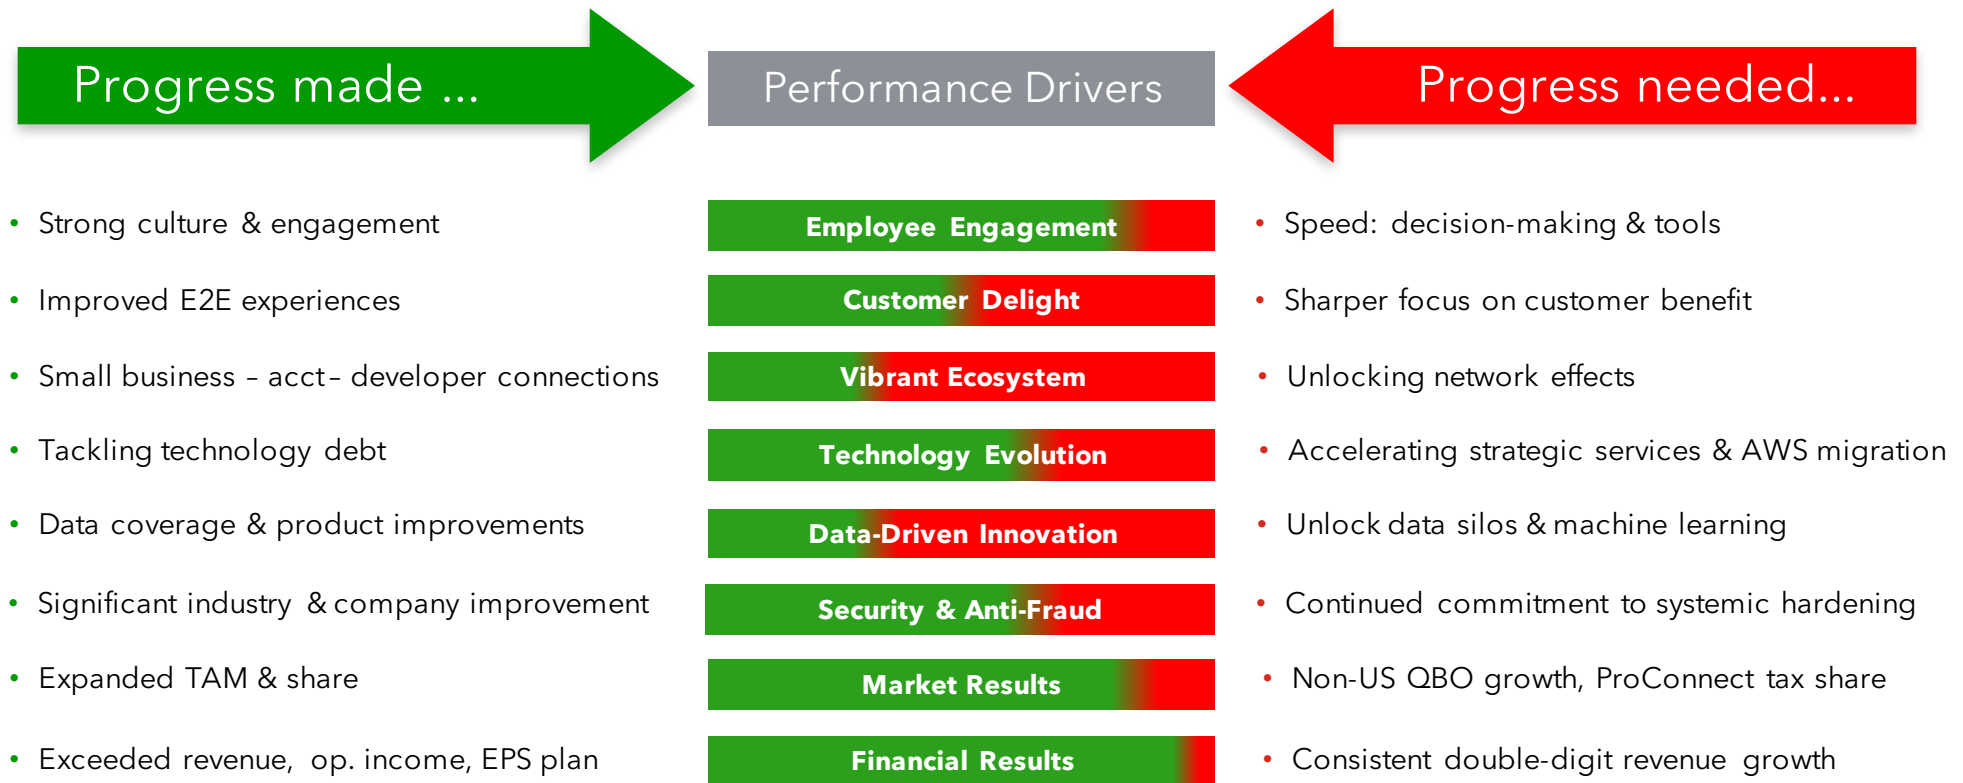 Progress made ...
Performance Drivers
Progress needed...
• Strong culture & engagement
Employee Engagement
• Speed: decision-making & tools
• Improved E2E experiences
Customer Delight
• Sharper focus on customer benefit
• Small business – acct – developer connections
Vibrant Ecosystem
• Unlocking network effects
• Tackling technology debt
Technology Evolution
• Accelerating strategic services & AWS migration
• Data coverage & product improvements
Data-Driven Innovation
• Unlock data silos & machine learning
• Significant industry & company improvement
Security & Anti-Fraud
• Continued commitment to systemic hardening
• Expanded TAM & share
Market Results
• Non-US QBO growth, ProConnect tax share
• Exceeded revenue, op. income, EPS plan
Financial Results
• Consistent double-digit revenue growth